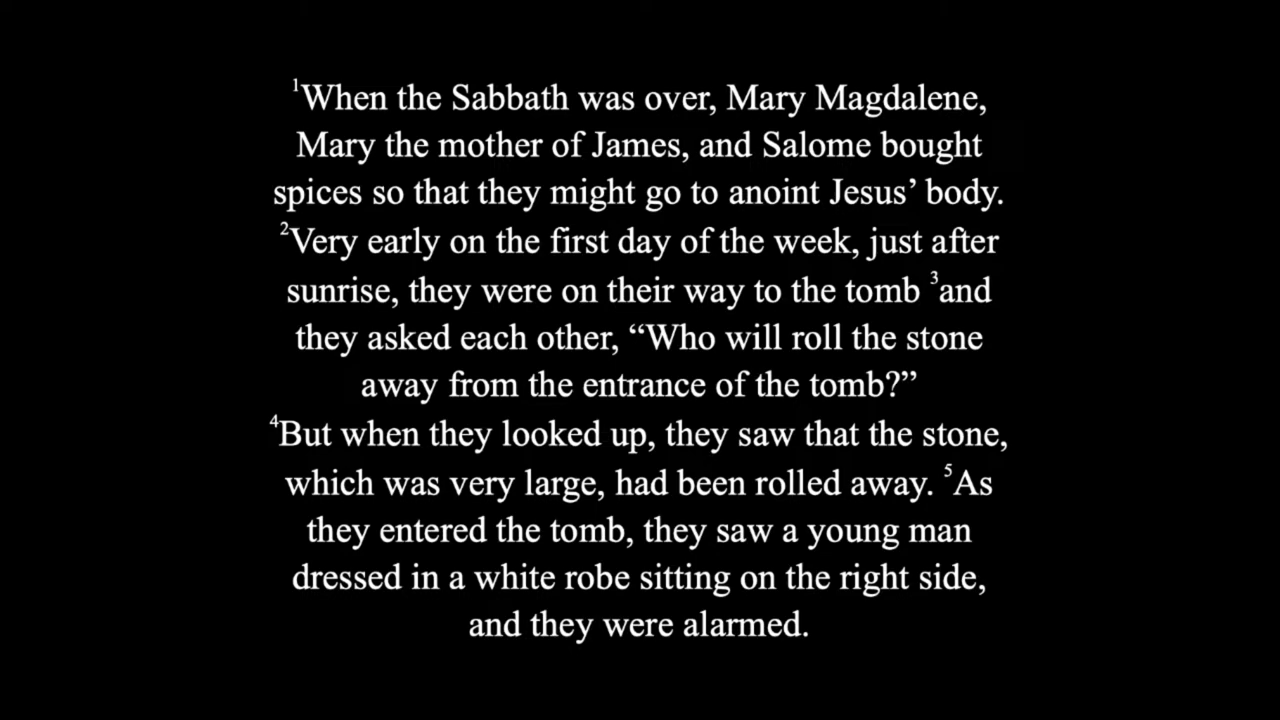 ¹When the Sabbath was over, Mary Magdalene,
Mary the mother of James, and Salome bought
spices so that they might go to anoint Jesus’ body.
²Very early on the first day of the week, just after
sunrise, they were on their way to the tomb ³and
they asked each other, “Who will roll the stone
away from the entrance of the tomb?”
⁴But when they looked up, they saw that the stone,
which was very large, had been rolled away. ⁵As
they entered the tomb, they saw a young man
dressed in a white robe sitting on the right side,
and they were alarmed.